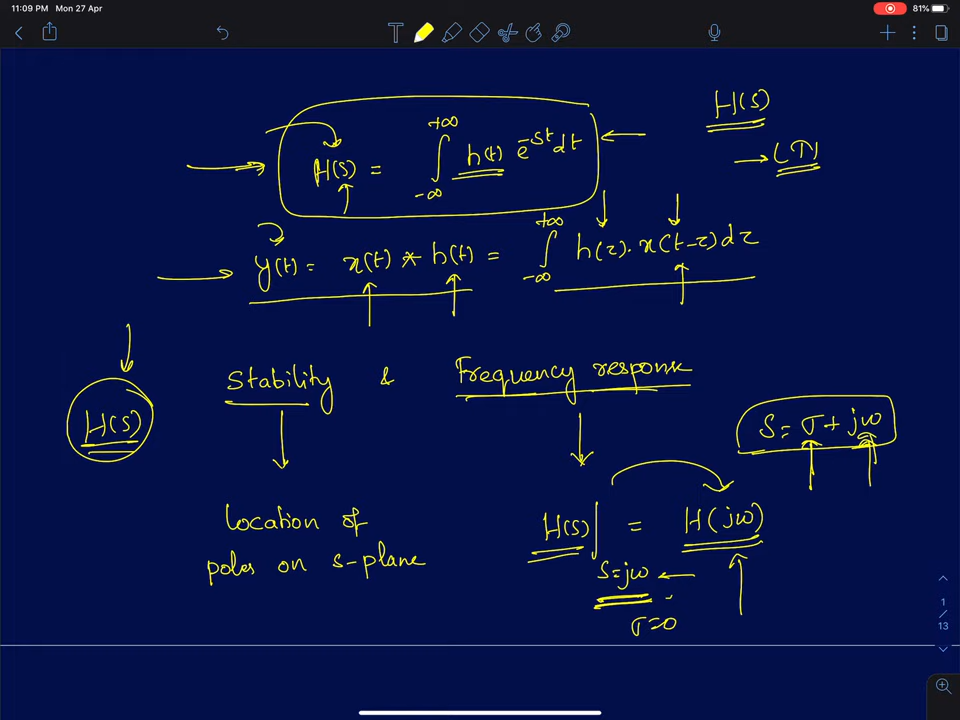 11:09 PM Mon 27 Apr
81%
H(s)
→ LTI
H(s) = ∫_{-∞}^{+∞} h(t) e^{-st} dt
y(t) = x(t) * h(t) = ∫_{-∞}^{+∞} h(τ). x(t-τ) dτ
Stability & Frequency response
H(s)
S = σ + jω
Location of
poles on s-plane
H(s)| = H(jω)
s=jω
σ=0
1
/
13